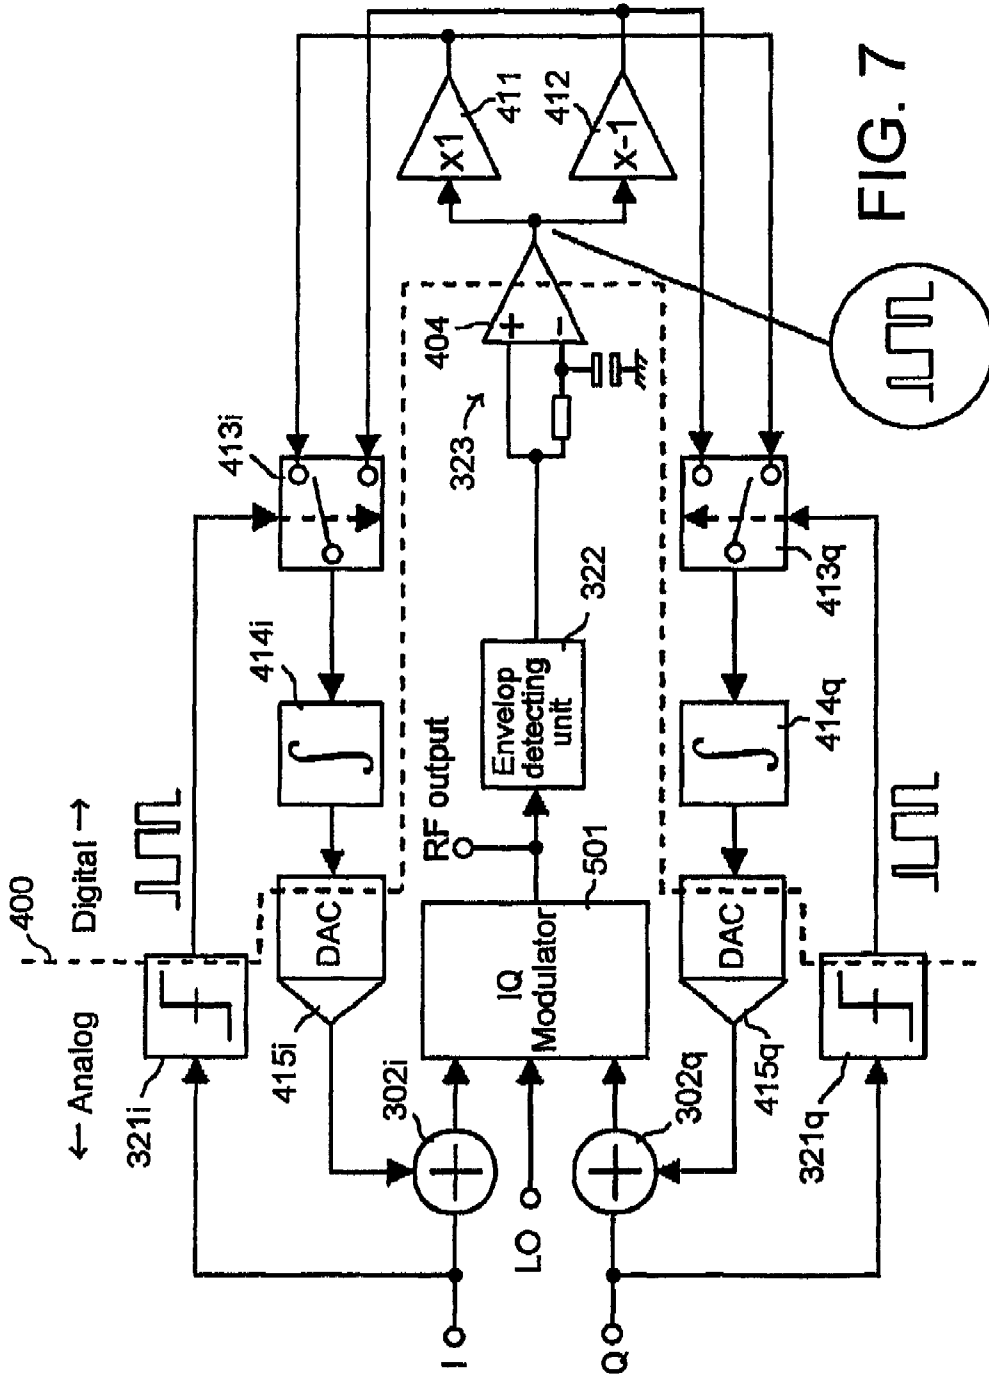 ← Analog
400
Digital →
321i
415i
DAC
414i
413i
302i
I
LO
Q
IQ
Modulator
501
RF output
Envelop
detecting
unit
322
323
404
+
−
x1
411
x-1
412
302q
415q
DAC
414q
413q
321q
FIG. 7